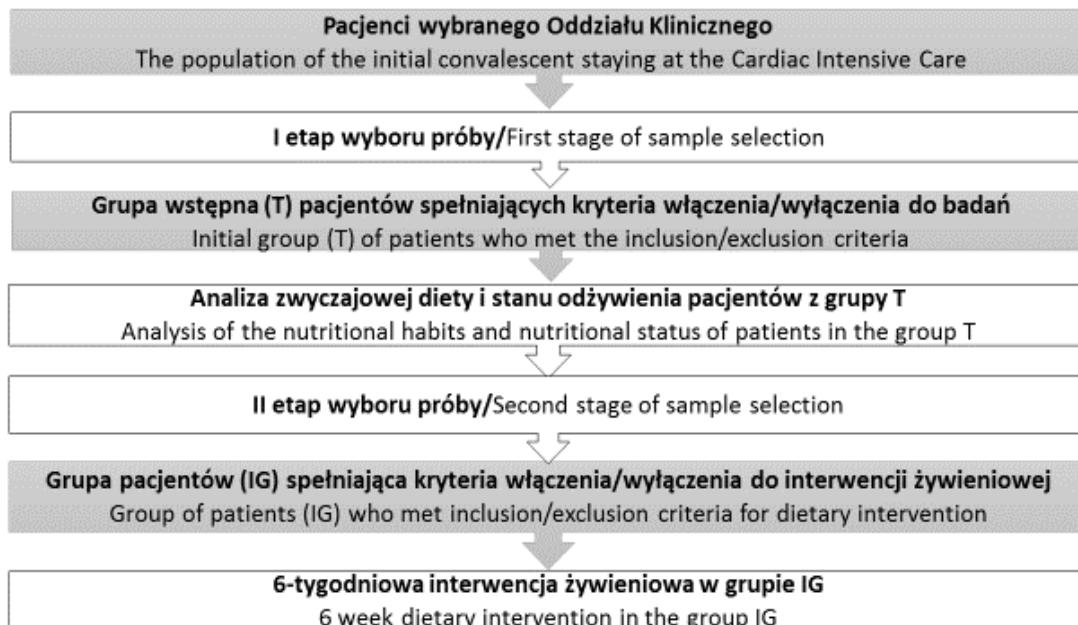 Pacjenci wybranego Oddziału Klinicznego
The population of the initial convalescent staying at the Cardiac Intensive Care
I etap wyboru próby/First stage of sample selection
Grupa wstępna (T) pacjentów spełniających kryteria włączenia/wyłączenia do badań
Initial group (T) of patients who met the inclusion/exclusion criteria
Analiza zwyczajowej diety i stanu odżywienia pacjentów z grupy T
Analysis of the nutritional habits and nutritional status of patients in the group T
II etap wyboru próby/Second stage of sample selection
Grupa pacjentów (IG) spełniająca kryteria włączenia/wyłączenia do interwencji żywieniowej
Group of patients (IG) who met inclusion/exclusion criteria for dietary intervention
6-tygodniowa interwencja żywieniowa w grupie IG
6 week dietary intervention in the group IG